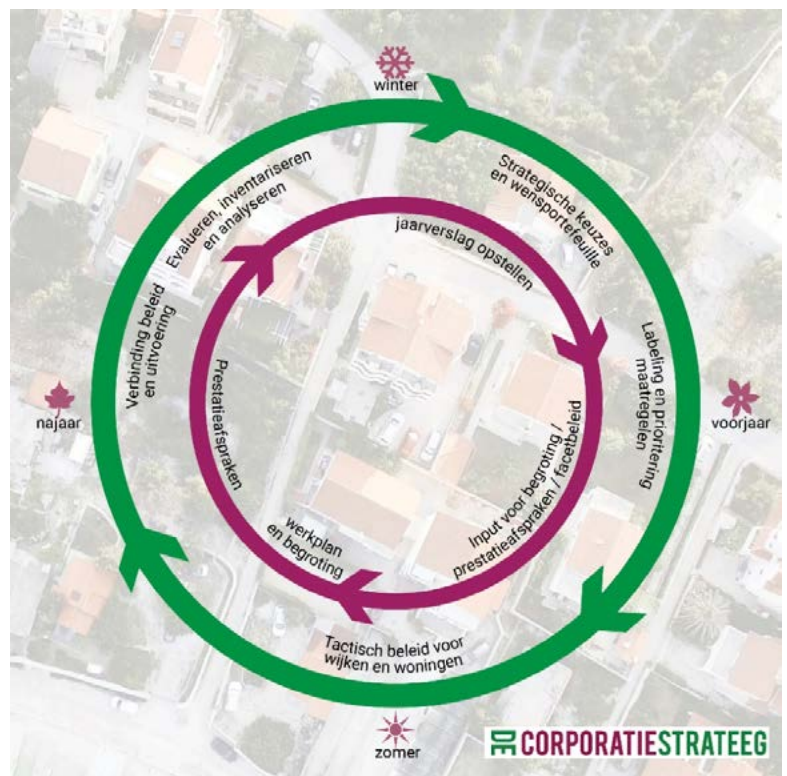 winter
Strategische keuzes
en wensportefeuille
Evalueren, inventariseren
en analyseren
jaarverslag opstellen
Labeling en prioritering
maatregelen
Verbinding beleid
en uitvoering
najaar
voorjaar
Prestatieafspraken
Input voor begroting /
prestatieafspraken / facetbeleid
werkplan
en begroting
Tactisch beleid voor
wijken en woningen
zomer
DE CORPORATIESTRATEEG